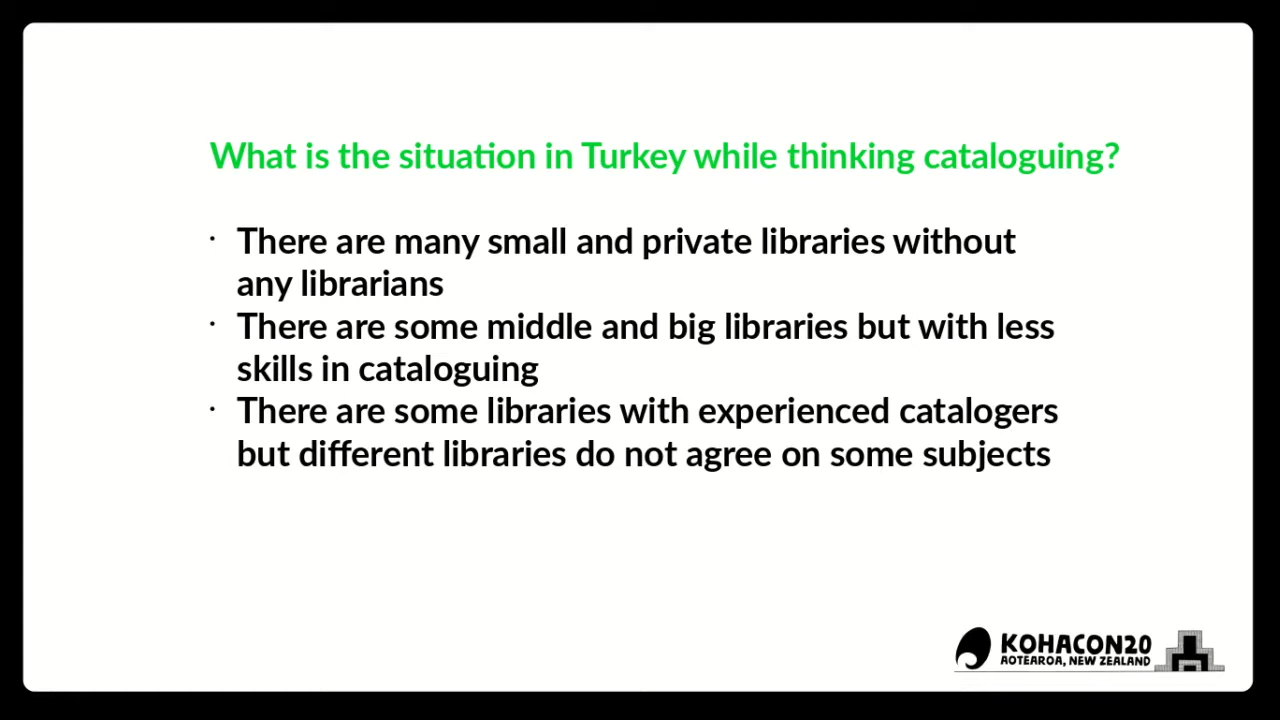 What is the situation in Turkey while thinking cataloguing?
· There are many small and private libraries without
any librarians
· There are some middle and big libraries but with less
skills in cataloguing
· There are some libraries with experienced catalogers
but different libraries do not agree on some subjects
KOHACON20
AOTEAROA, NEW ZEALAND